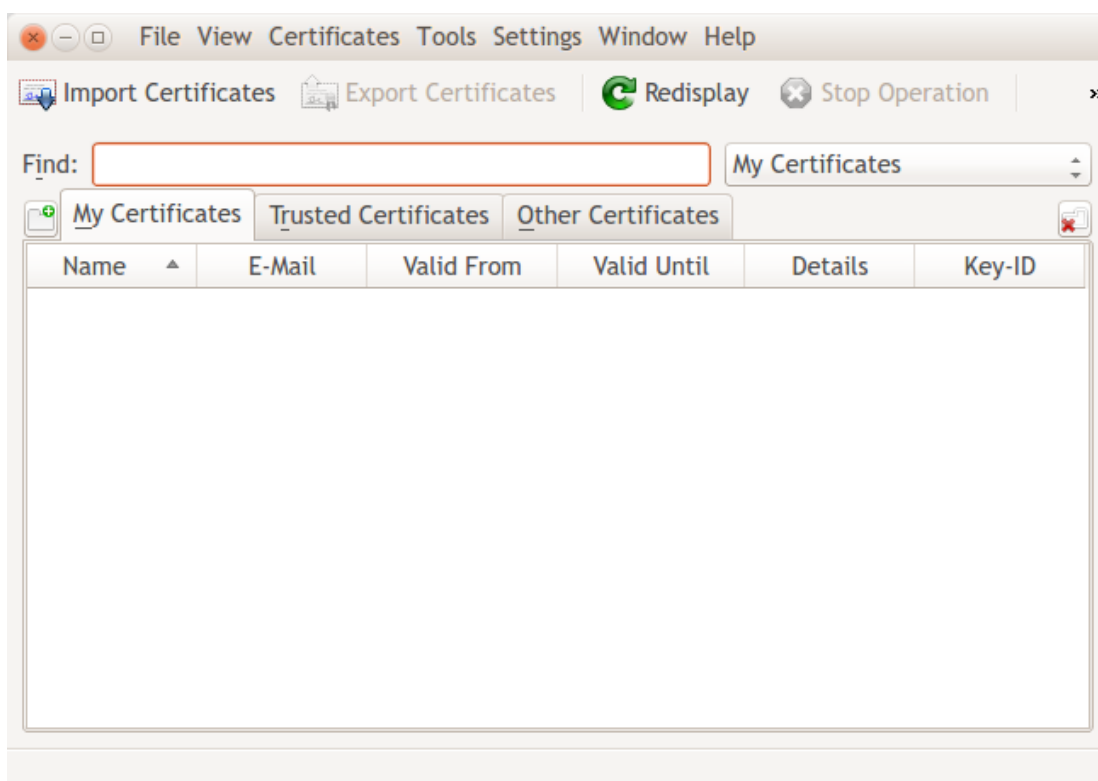 File View Certificates Tools Settings Window Help
Import Certificates Export Certificates Redisplay Stop Operation »
Find: My Certificates
My Certificates Trusted Certificates Other Certificates
Name E-Mail Valid From Valid Until Details Key-ID